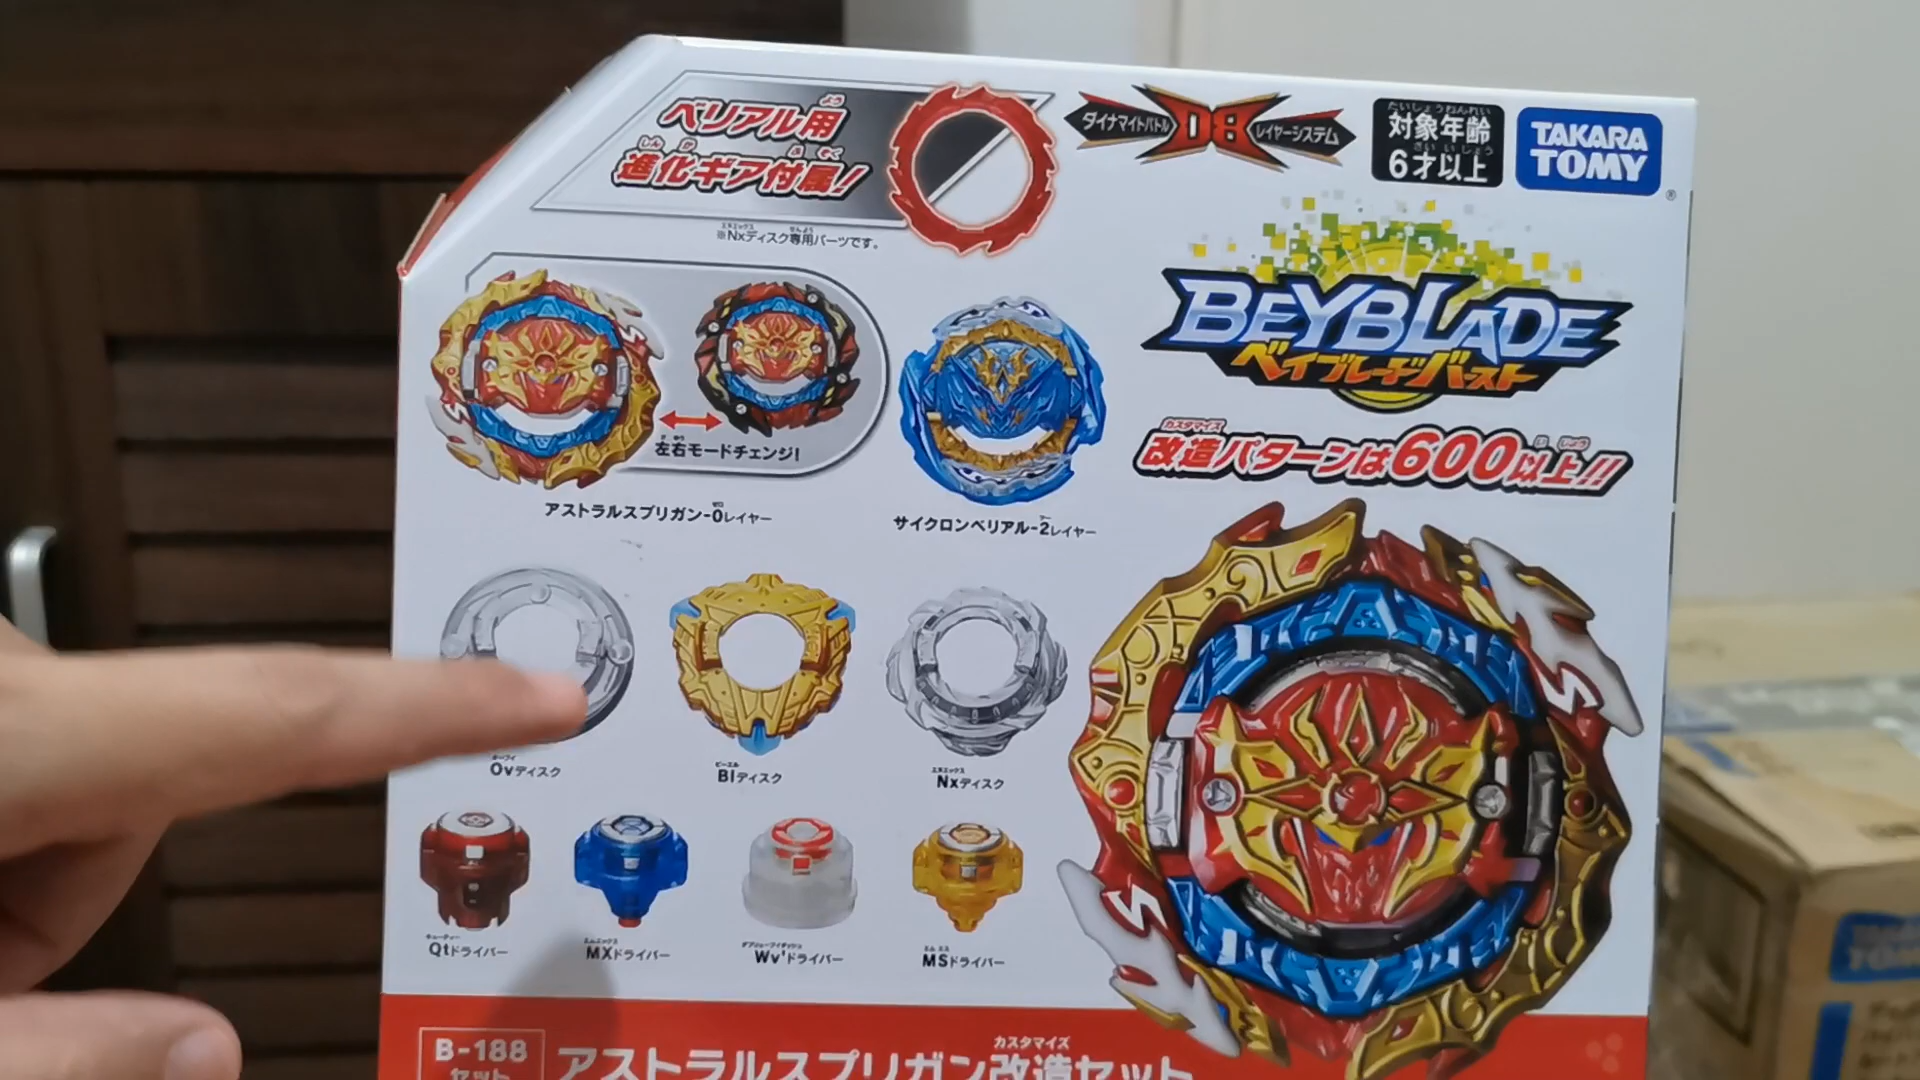 ベリアル用
進化ギア付属!
※Nxディスク専用パーツです。
ダイナマイトバトル DB レイヤーシステム
対象年齢
6才以上
TAKARA
TOMY
BEYBLADE
ベイブレードバースト
改造パターンは600以上!!
左右モードチェンジ!
アストラルスプリガン-0レイヤー
サイクロンベリアル-2レイヤー
Ovディスク
Blディスク
Nxディスク
Qtドライバー
MXドライバー
Wv'ドライバー
MSドライバー
B-188
セット
アストラルスプリガン改造セット